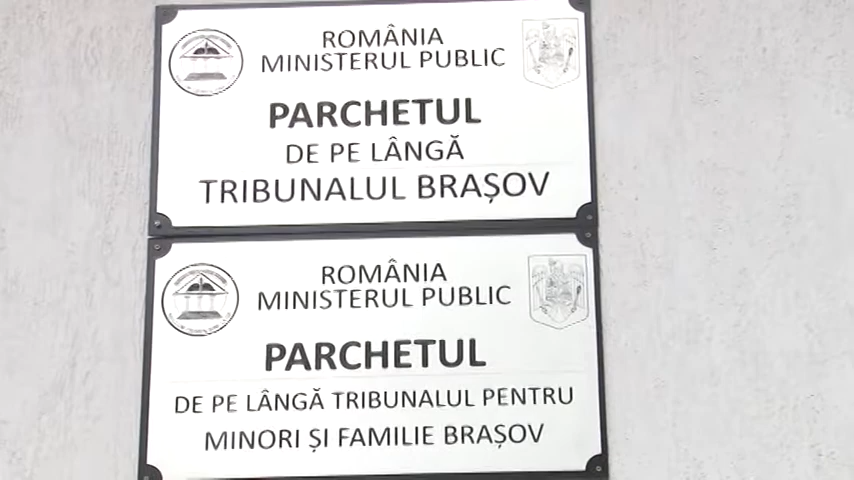 ROMÂNIA
MINISTERUL PUBLIC
PARCHETUL
DE PE LÂNGĂ
TRIBUNALUL BRAȘOV
ROMÂNIA
MINISTERUL PUBLIC
PARCHETUL
DE PE LÂNGĂ TRIBUNALUL PENTRU
MINORI ȘI FAMILIE BRAȘOV